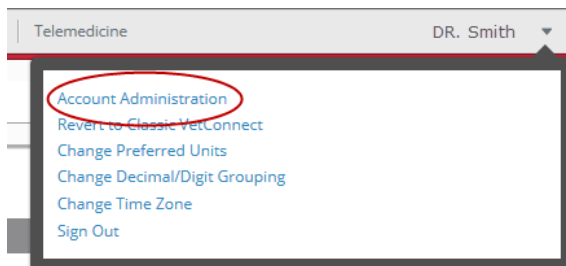 Telemedicine DR. Smith
Account Administration
Revert to Classic VetConnect
Change Preferred Units
Change Decimal/Digit Grouping
Change Time Zone
Sign Out